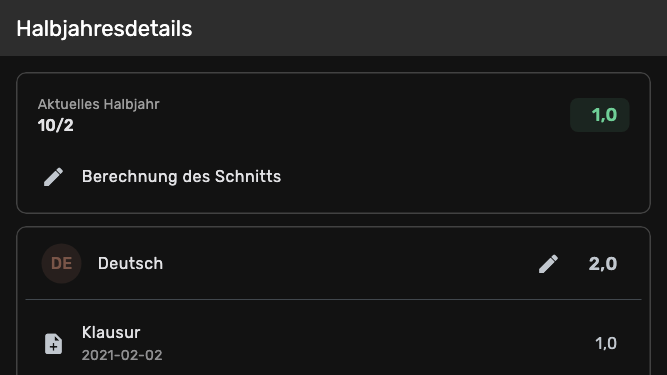 Halbjahresdetails
Aktuelles Halbjahr
10/2
1,0
Berechnung des Schnitts
DE
Deutsch
2,0
Klausur
2021-02-02
1,0